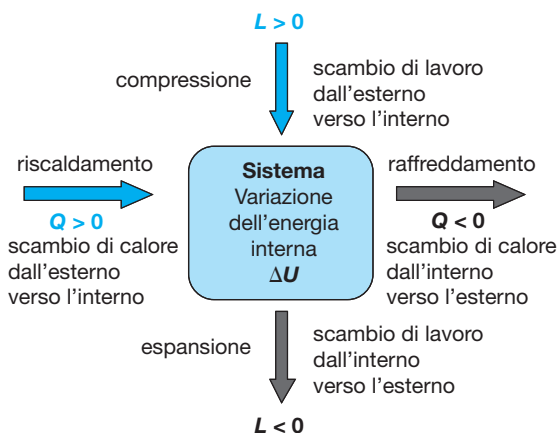 L > 0
compressione
scambio di lavoro
dall'esterno
verso l'interno
riscaldamento
Q > 0
scambio di calore
dall'esterno
verso l'interno
Sistema
Variazione
dell'energia
interna
ΔU
raffreddamento
Q < 0
scambio di calore
dall'interno
verso l'esterno
espansione
scambio di lavoro
dall'interno
verso l'esterno
L < 0